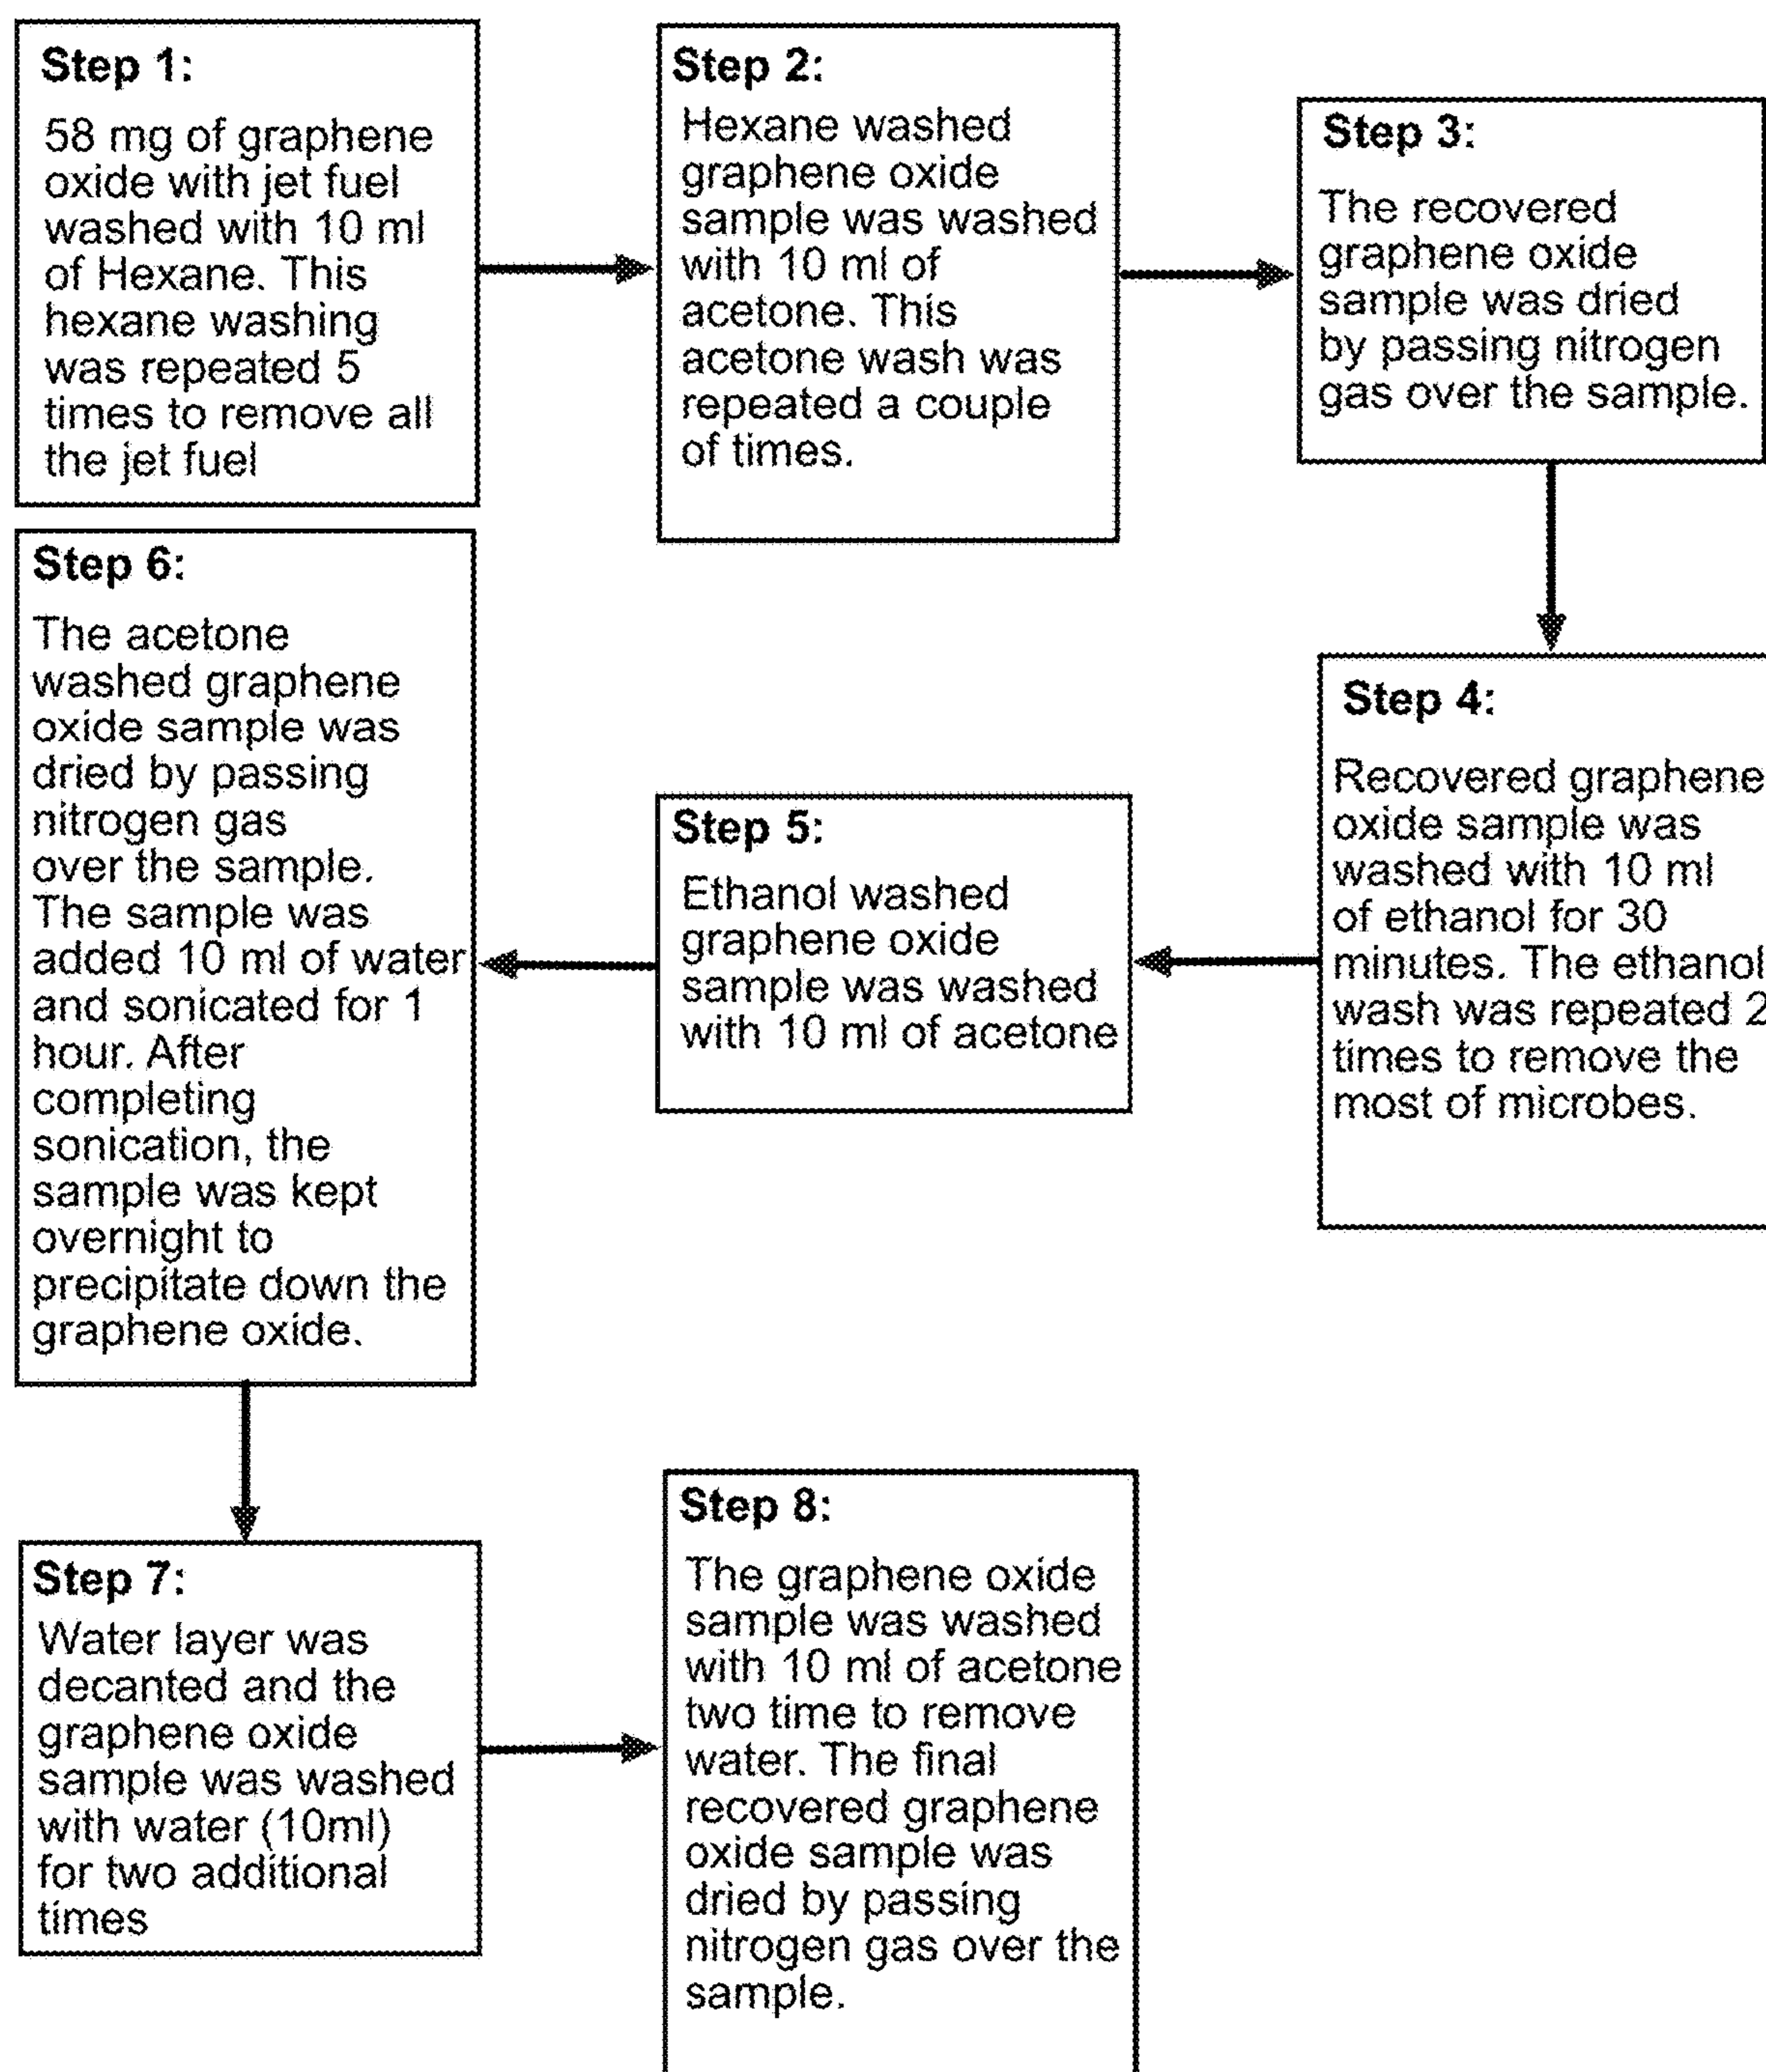 Step 1:
58 mg of graphene
oxide with jet fuel
washed with 10 ml
of Hexane. This
hexane washing
was repeated 5
times to remove all
the jet fuel
Step 2:
Hexane washed
graphene oxide
sample was washed
with 10 ml of
acetone. This
acetone wash was
repeated a couple
of times.
Step 3:
The recovered
graphene oxide
sample was dried
by passing nitrogen
gas over the sample.
Step 4:
Recovered graphene
oxide sample was
washed with 10 ml
of ethanol for 30
minutes. The ethanol
wash was repeated 2
times to remove the
most of microbes.
Step 5:
Ethanol washed
graphene oxide
sample was washed
with 10 ml of acetone
Step 6:
The acetone
washed graphene
oxide sample was
dried by passing
nitrogen gas
over the sample.
The sample was
added 10 ml of water
and sonicated for 1
hour. After
completing
sonication, the
sample was kept
overnight to
precipitate down the
graphene oxide.
Step 7:
Water layer was
decanted and the
graphene oxide
sample was washed
with water (10ml)
for two additional
times
Step 8:
The graphene oxide
sample was washed
with 10 ml of acetone
two time to remove
water. The final
recovered graphene
oxide sample was
dried by passing
nitrogen gas over the
sample.